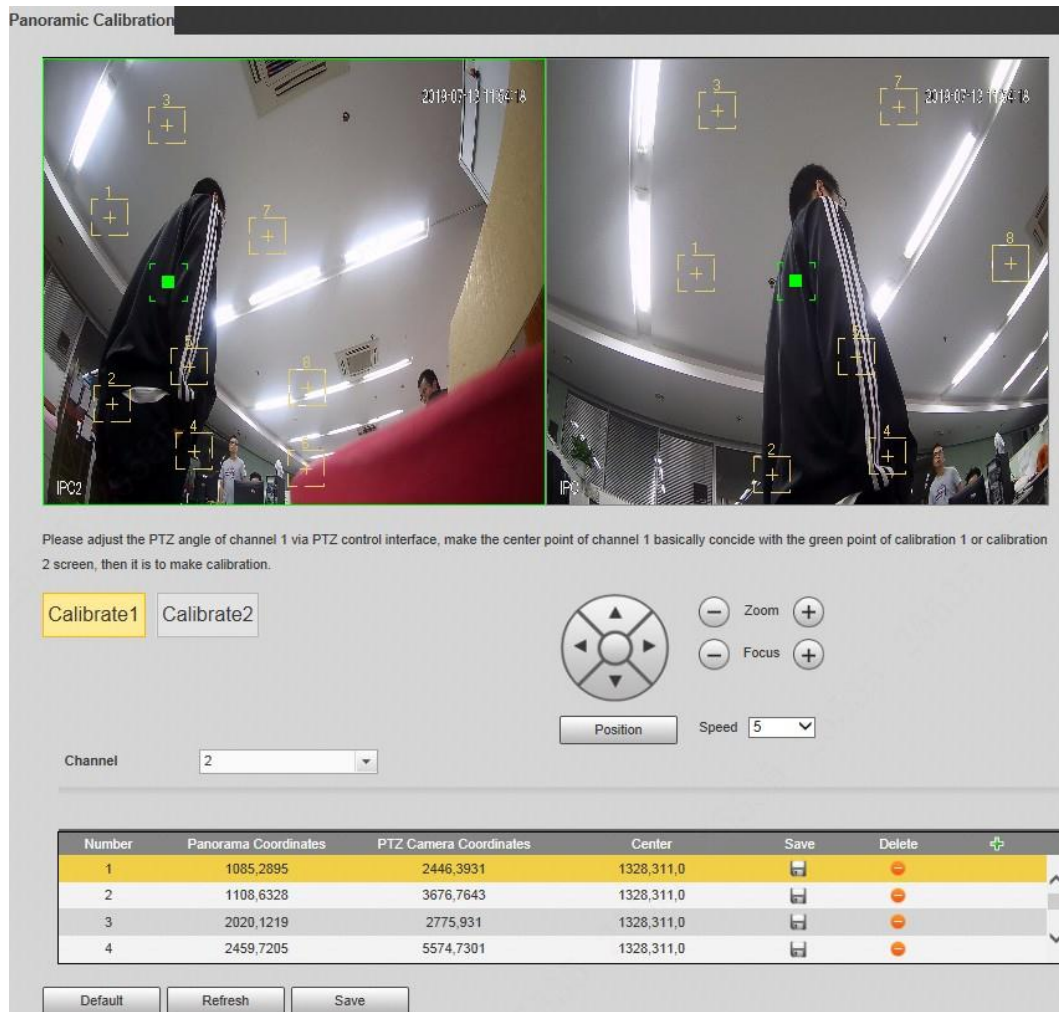 Panoramic Calibration
3
2019-07-13 11:54:18
1
7
5
2
8
4
6
IPC2
3
7
2019-07-13 11:54:18
1
8
5
2
4
IPC
Please adjust the PTZ angle of channel 1 via PTZ control interface, make the center point of channel 1 basically concide with the green point of calibration 1 or calibration
2 screen, then it is to make calibration.
Calibrate1 Calibrate2
Zoom
Focus
Position Speed 5
Channel 2
Number Panorama Coordinates PTZ Camera Coordinates Center Save Delete
1 1085,2895 2446,3931 1328,311,0
2 1108,6328 3676,7643 1328,311,0
3 2020,1219 2775,931 1328,311,0
4 2459,7205 5574,7301 1328,311,0
Default Refresh Save